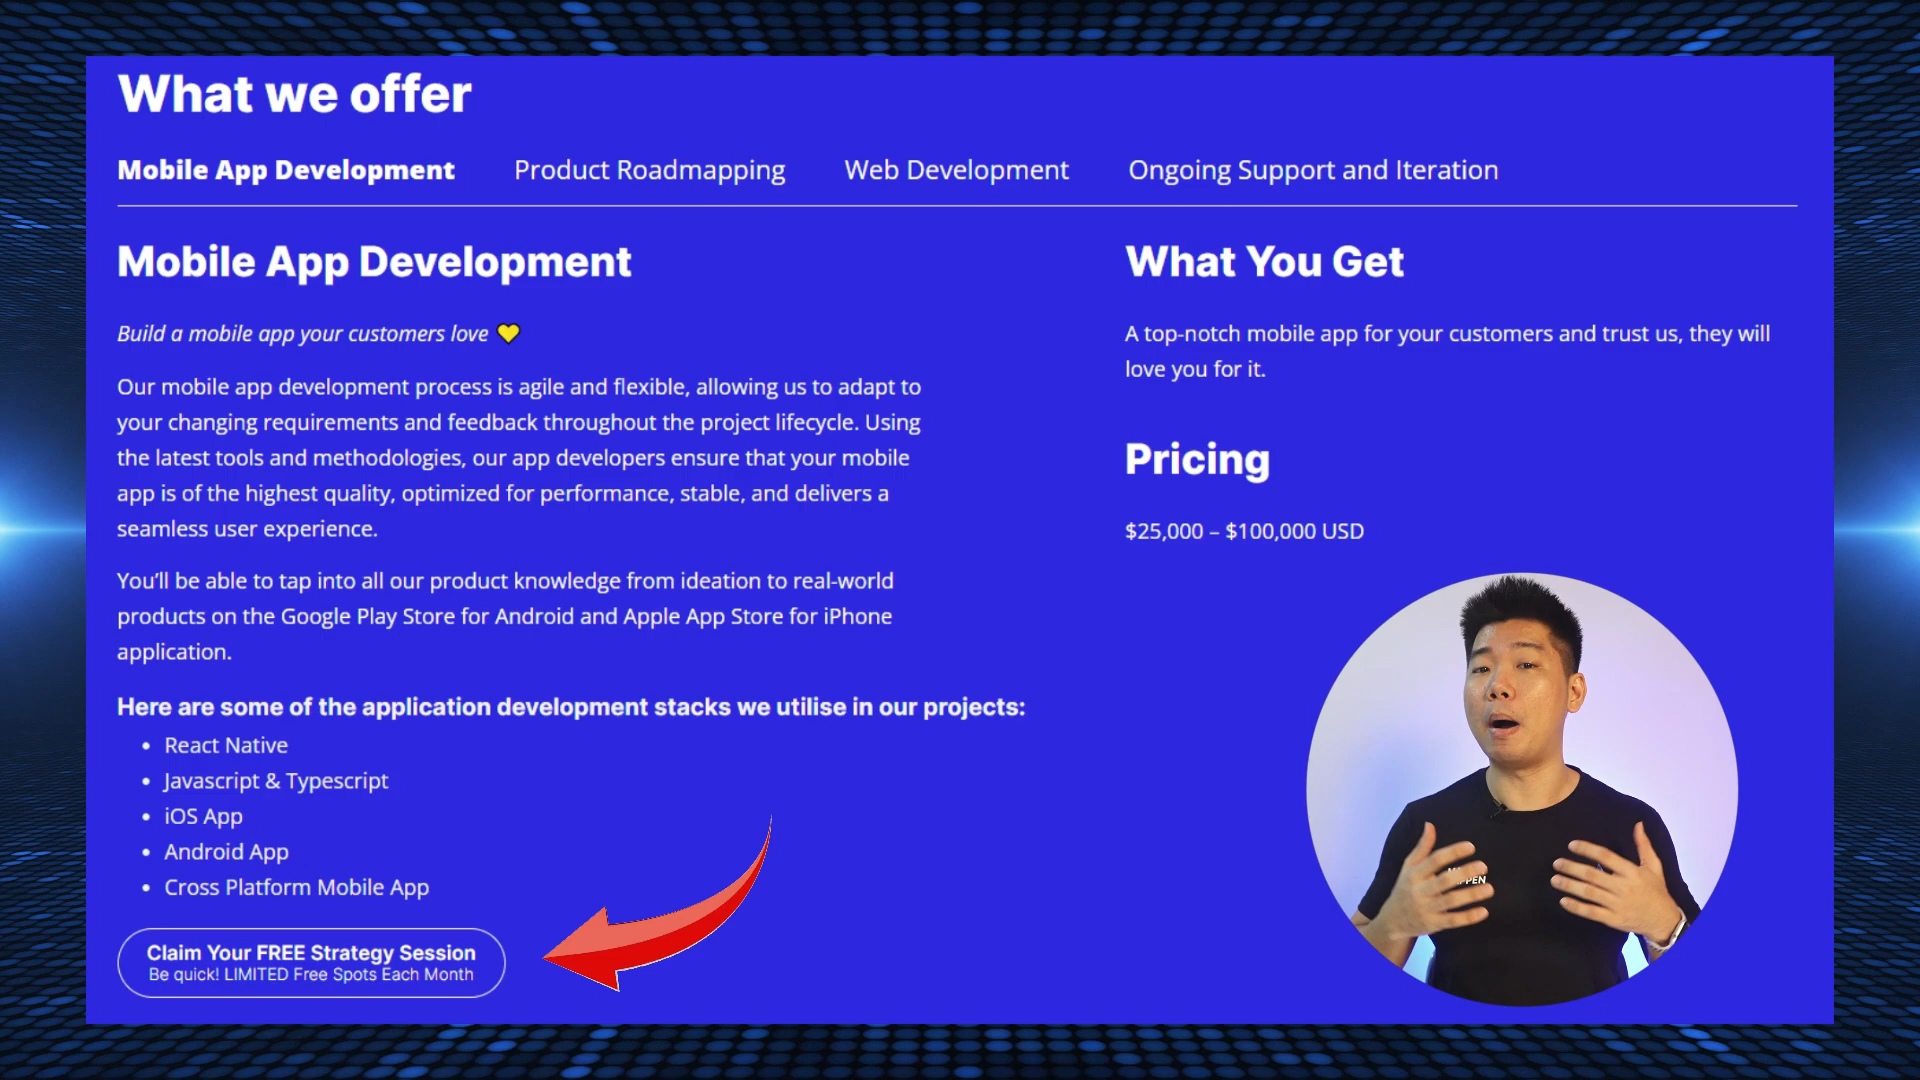 What we offer
Mobile App Development
Product Roadmapping
Web Development
Ongoing Support and Iteration
Mobile App Development
Build a mobile app your customers love 💛
Our mobile app development process is agile and flexible, allowing us to adapt to
your changing requirements and feedback throughout the project lifecycle. Using
the latest tools and methodologies, our app developers ensure that your mobile
app is of the highest quality, optimized for performance, stable, and delivers a
seamless user experience.
You’ll be able to tap into all our product knowledge from ideation to real-world
products on the Google Play Store for Android and Apple App Store for iPhone
application.
Here are some of the application development stacks we utilise in our projects:
• React Native
• Javascript & Typescript
• iOS App
• Android App
• Cross Platform Mobile App
Claim Your FREE Strategy Session
Be quick! LIMITED Free Spots Each Month
What You Get
A top-notch mobile app for your customers and trust us, they will
love you for it.
Pricing
$25,000 – $100,000 USD